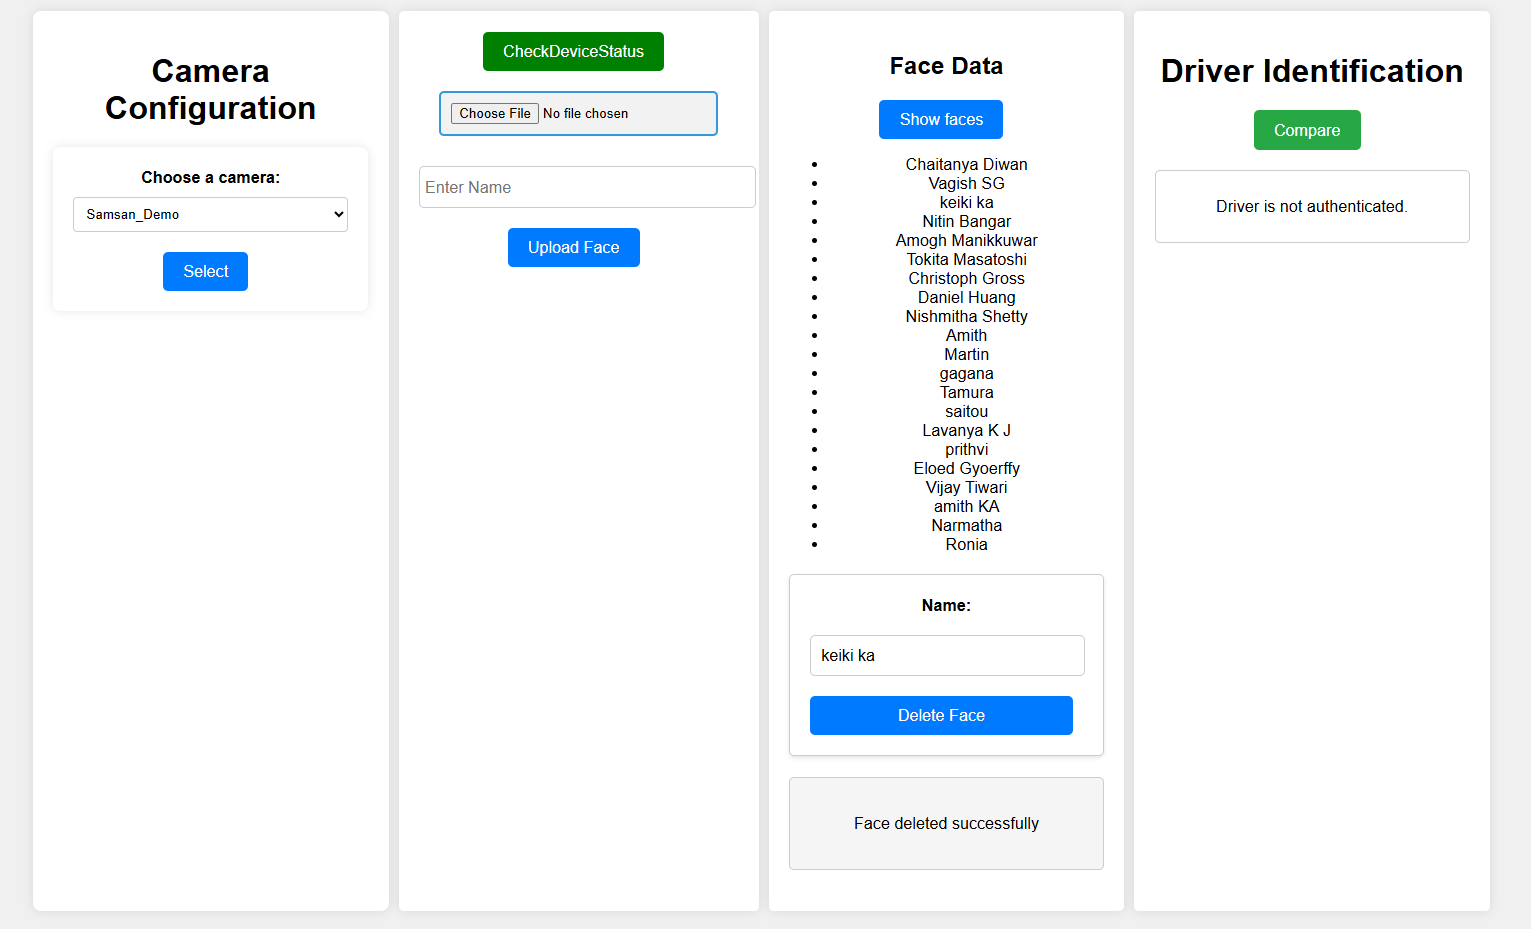 Camera
Configuration
Choose a camera:
Samsan_Demo
Select
CheckDeviceStatus
Choose File No file chosen
Enter Name
Upload Face
Face Data
Show faces
Chaitanya Diwan
Vagish SG
keiki ka
Nitin Bangar
Amogh Manikkuwar
Tokita Masatoshi
Christoph Gross
Daniel Huang
Nishmitha Shetty
Amith
Martin
gagana
Tamura
saitou
Lavanya K J
prithvi
Eloed Gyoerffy
Vijay Tiwari
amith KA
Narmatha
Ronia
Name:
keiki ka
Delete Face
Face deleted successfully
Driver Identification
Compare
Driver is not authenticated.